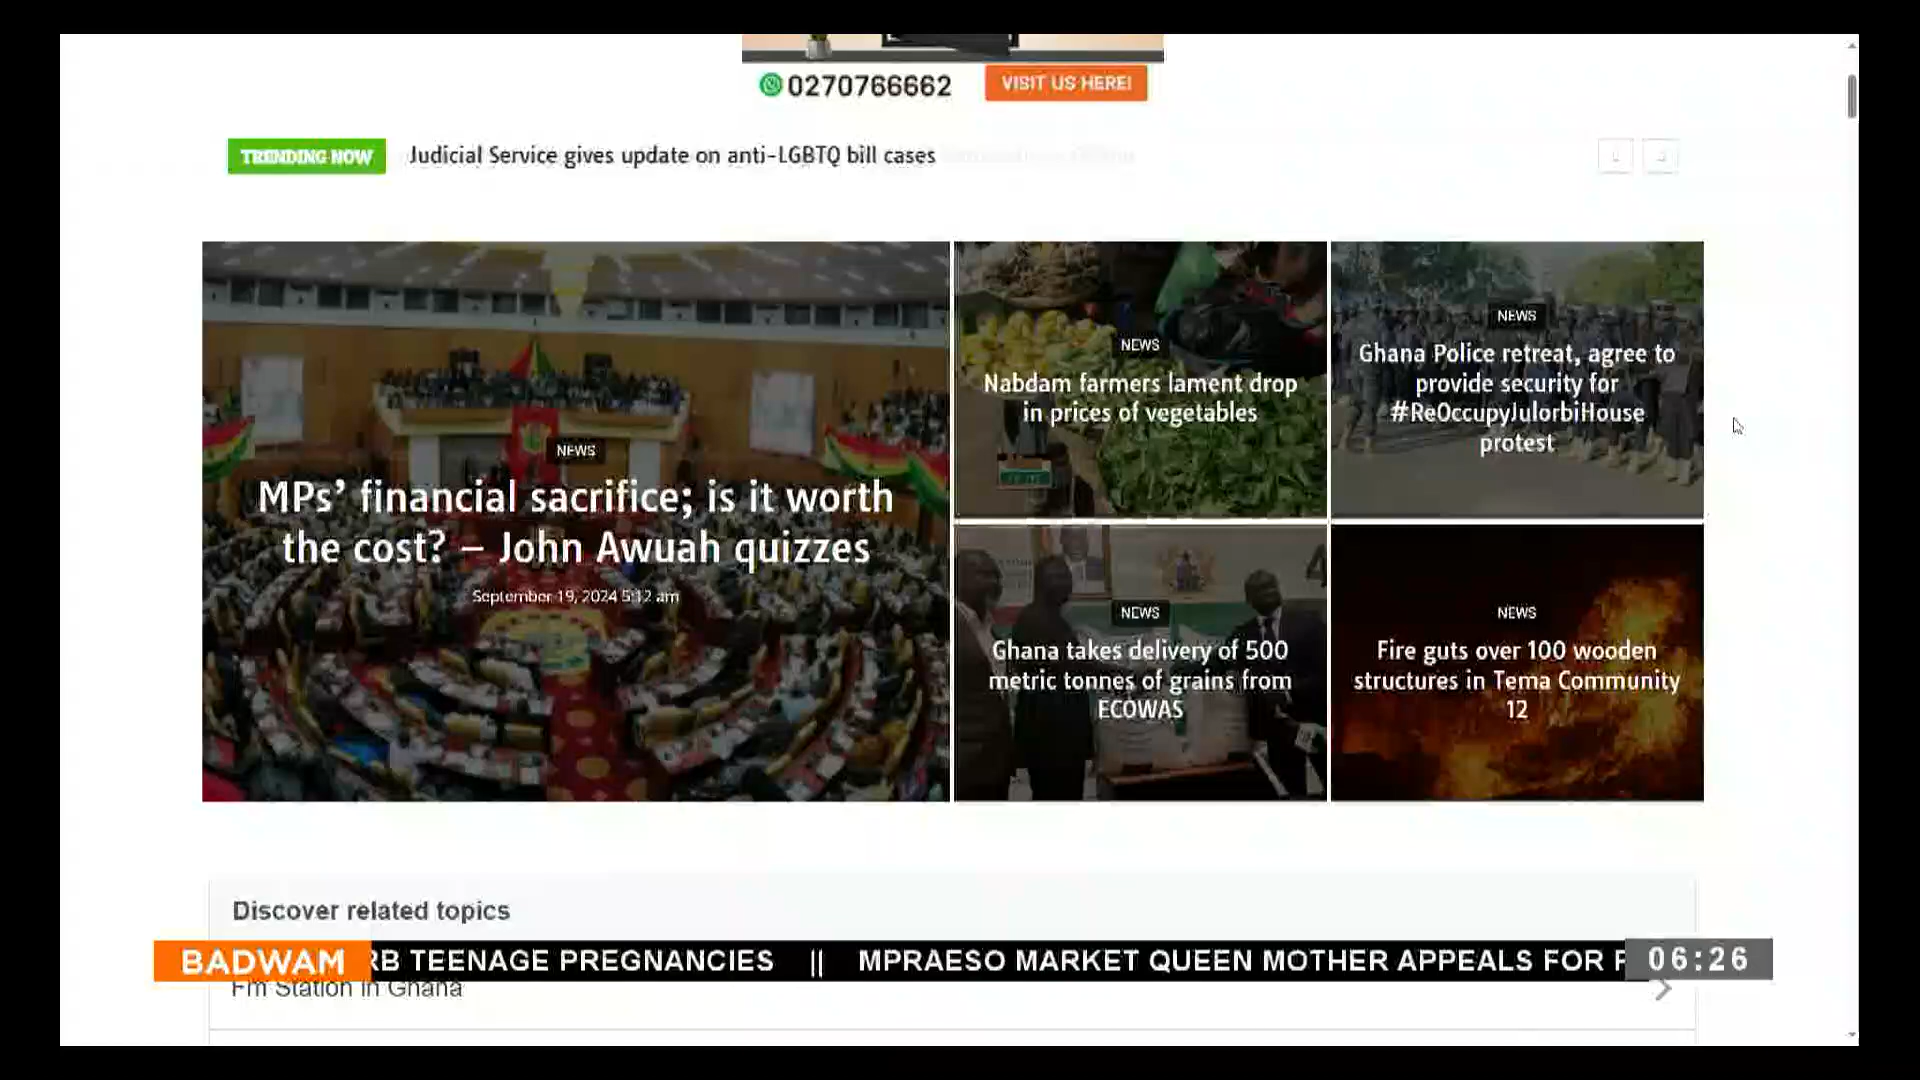 0270766662
VISIT US HERE!
TRENDING NOW
Judicial Service gives update on anti-LGBTQ bill cases
NEWS
MPs’ financial sacrifice; is it worth
the cost? – John Awuah quizzes
September 19, 2024 5:12 am
NEWS
Nabdam farmers lament drop
in prices of vegetables
NEWS
Ghana Police retreat, agree to
provide security for
#ReOccupyJulorbiHouse
protest
NEWS
Ghana takes delivery of 500
metric tonnes of grains from
ECOWAS
NEWS
Fire guts over 100 wooden
structures in Tema Community
12
Discover related topics
BADWAM
RB TEENAGE PREGNANCIES || MPRAESO MARKET QUEEN MOTHER APPEALS FOR
06:26
Fm Station in Ghana